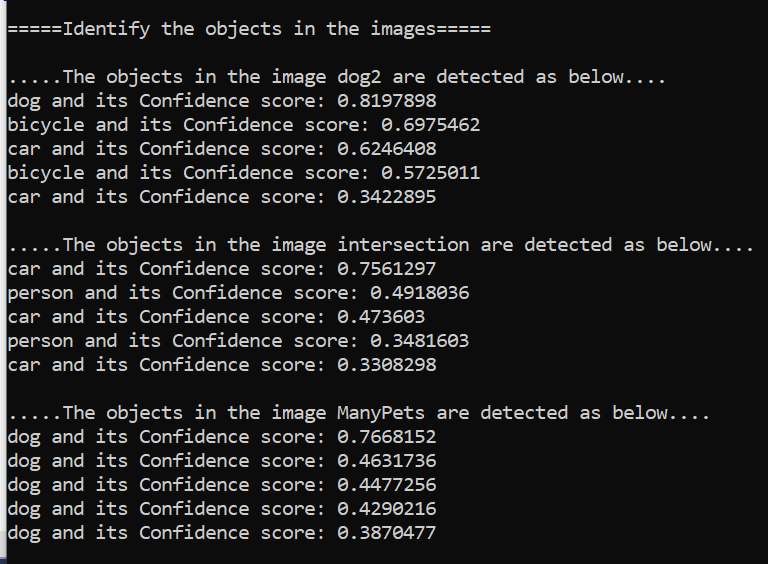 =====Identify the objects in the images=====
.....The objects in the image dog2 are detected as below....
dog and its Confidence score: 0.8197898
bicycle and its Confidence score: 0.6975462
car and its Confidence score: 0.6246408
bicycle and its Confidence score: 0.5725011
car and its Confidence score: 0.3422895
.....The objects in the image intersection are detected as below....
car and its Confidence score: 0.7561297
person and its Confidence score: 0.4918036
car and its Confidence score: 0.473603
person and its Confidence score: 0.3481603
car and its Confidence score: 0.3308298
.....The objects in the image ManyPets are detected as below....
dog and its Confidence score: 0.7668152
dog and its Confidence score: 0.4631736
dog and its Confidence score: 0.4477256
dog and its Confidence score: 0.4290216
dog and its Confidence score: 0.3870477